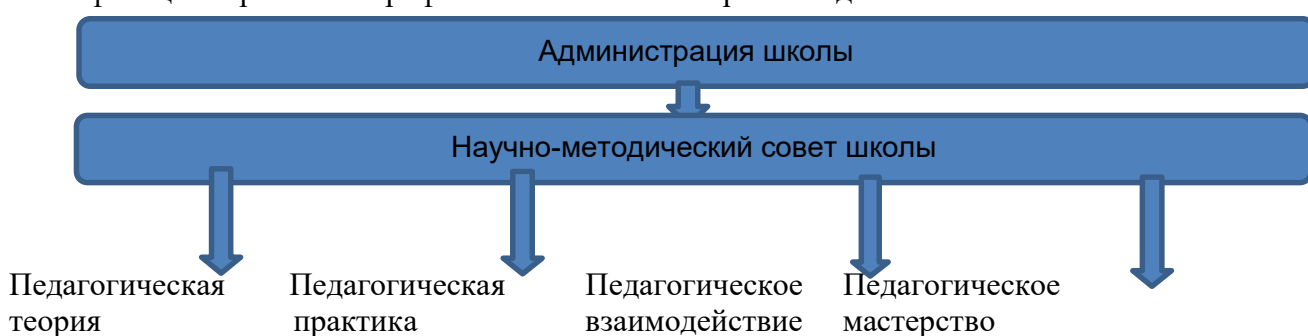 Администрация школы
Научно-методический совет школы
Педагогическая Педагогическая Педагогическое Педагогическое
теория практика взаимодействие мастерство